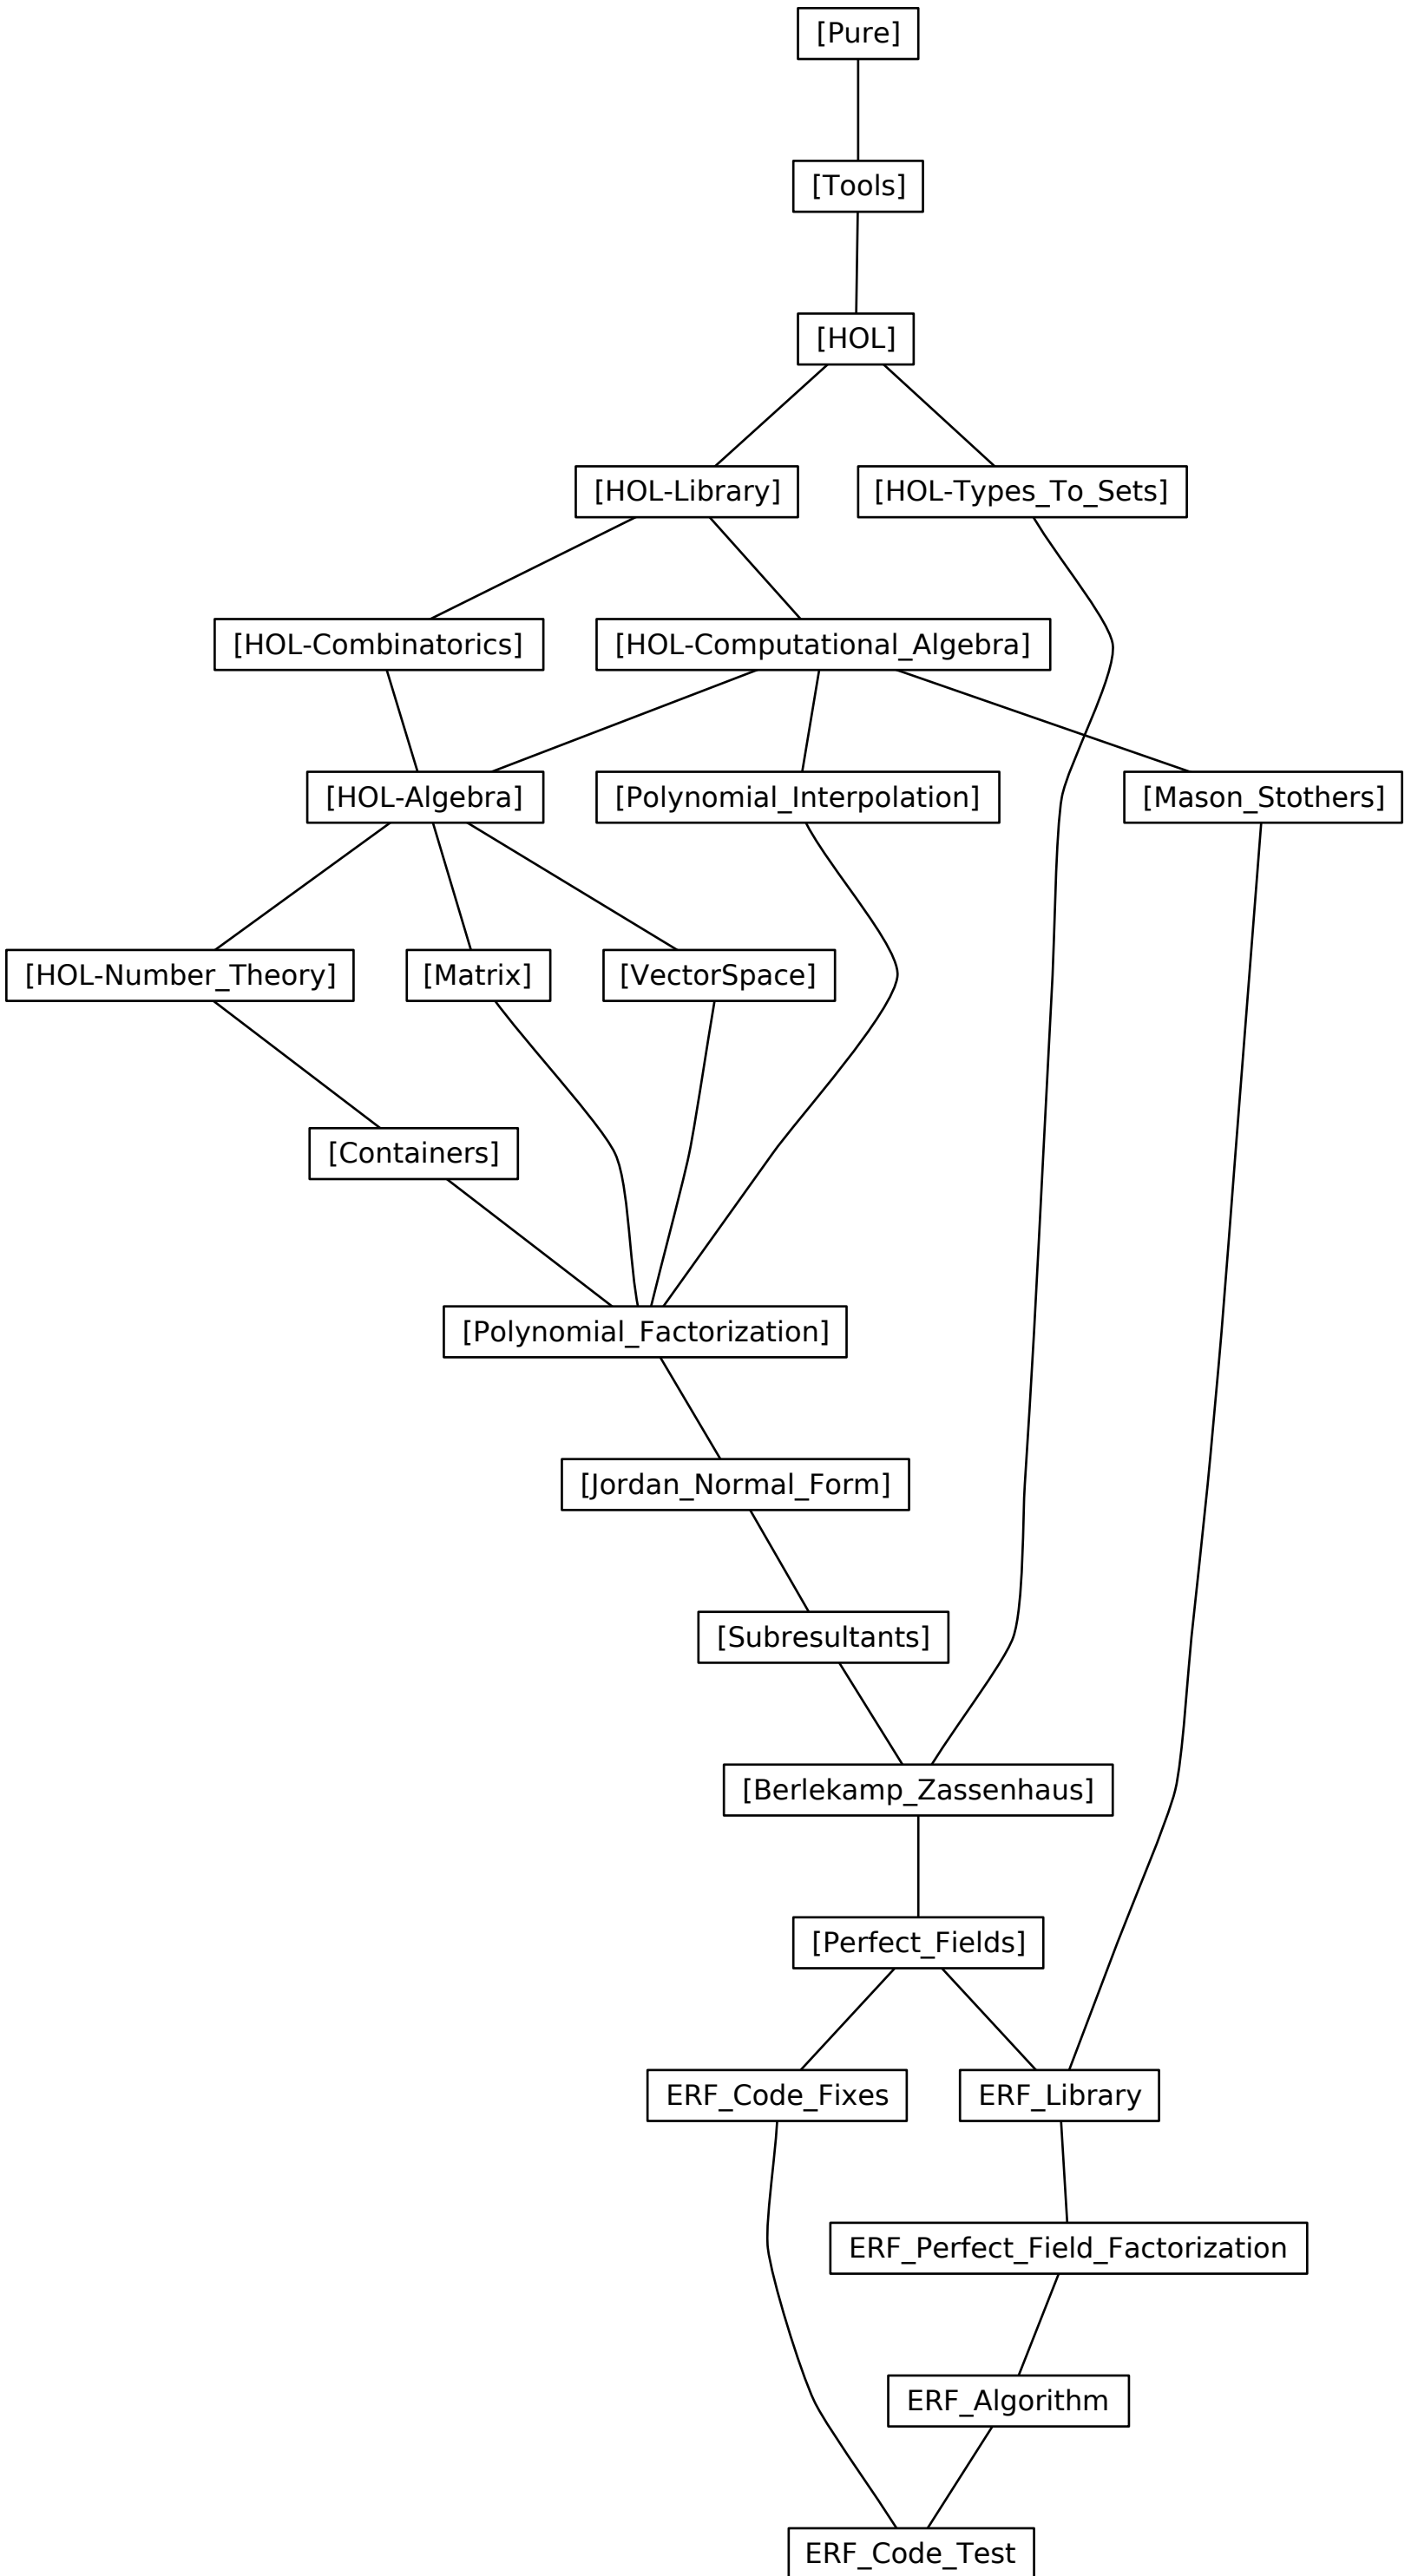 [Pure]
[Tools]
[HOL]
[HOL-Library]
[HOL-Types_To_Sets]
[HOL-Combinatorics]
[HOL-Computational_Algebra]
[HOL-Algebra]
[Polynomial_Interpolation]
[Mason_Stothers]
[HOL-Number_Theory]
[Matrix]
[VectorSpace]
[Containers]
[Polynomial_Factorization]
[Jordan_Normal_Form]
[Subresultants]
[Berlekamp_Zassenhaus]
[Perfect_Fields]
ERF_Code_Fixes
ERF_Library
ERF_Perfect_Field_Factorization
ERF_Algorithm
ERF_Code_Test